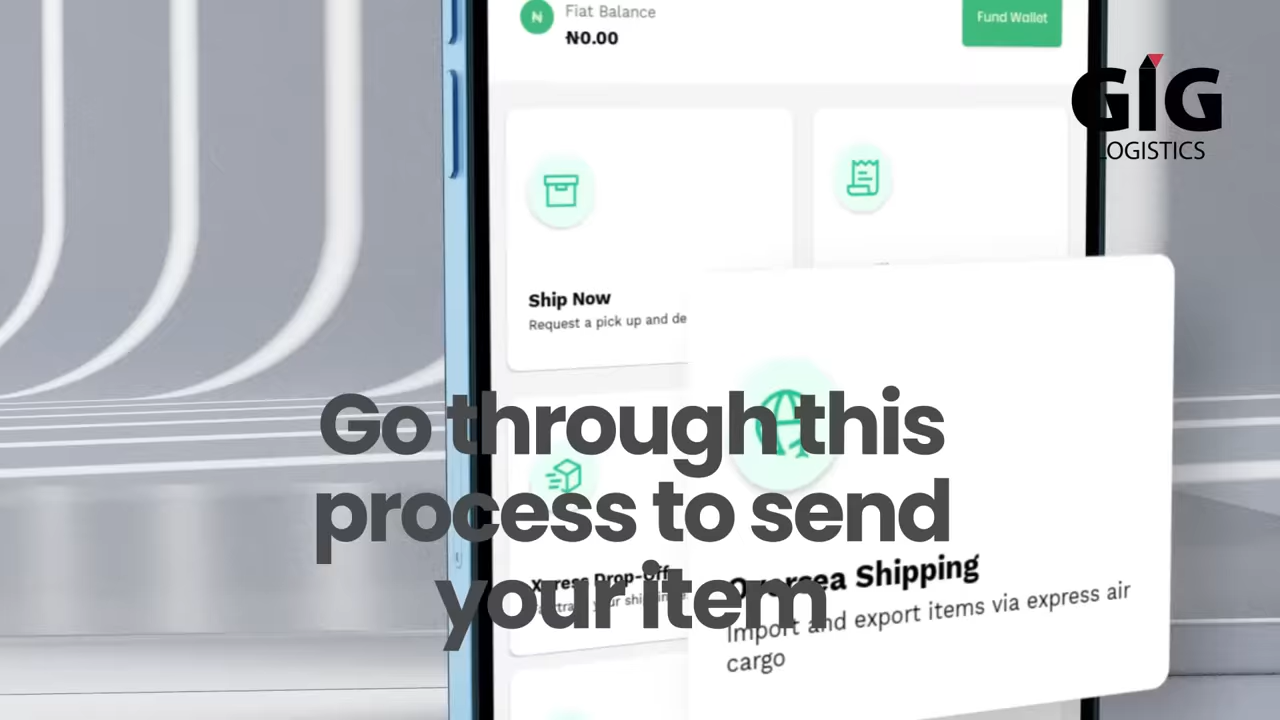 Fiat Balance
₦0.00
Fund Wallet
GIG
LOGISTICS
Ship Now
Request a pick up and de
Go through this
process to send
your item
Xpress Drop-Off
Oversea Shipping
Import and export items via express air
cargo